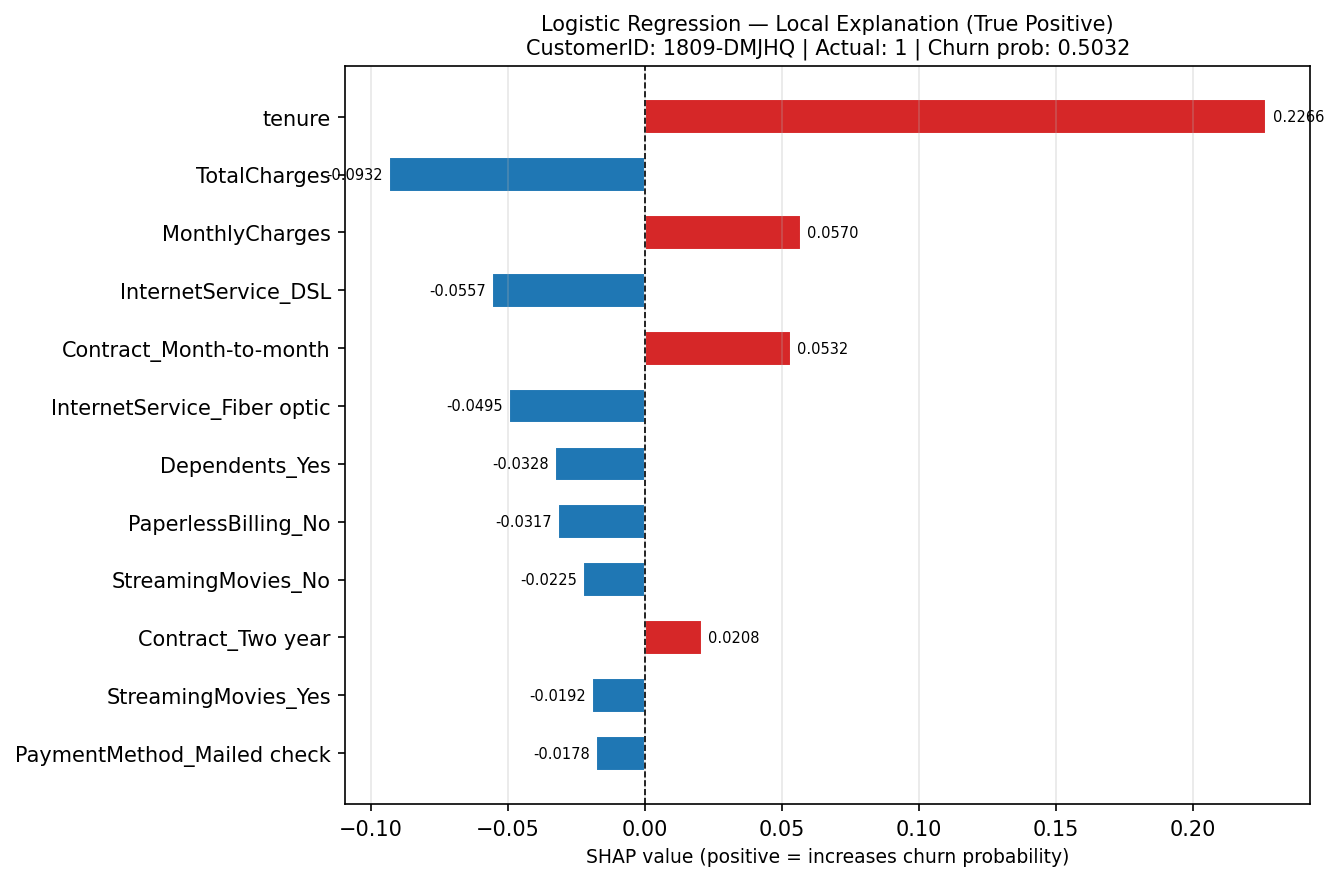 Logistic Regression — Local Explanation (True Positive)
CustomerID: 1809-DMJHQ | Actual: 1 | Churn prob: 0.5032
tenure 0.2266
TotalCharges -0.0932
MonthlyCharges 0.0570
InternetService_DSL -0.0557
Contract_Month-to-month 0.0532
InternetService_Fiber optic -0.0495
Dependents_Yes -0.0328
PaperlessBilling_No -0.0317
StreamingMovies_No -0.0225
Contract_Two year 0.0208
StreamingMovies_Yes -0.0192
PaymentMethod_Mailed check -0.0178
−0.10 −0.05 0.00 0.05 0.10 0.15 0.20
SHAP value (positive = increases churn probability)